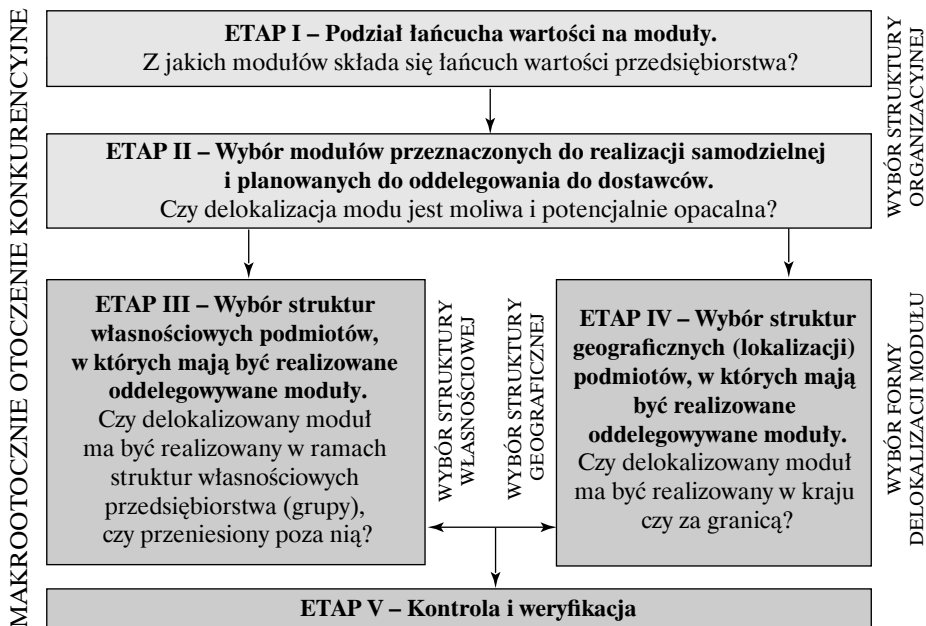 MAKROOTOCZNIE OTOCZENIE KONKURENCYJNE
ETAP I – Podział łańcucha wartości na moduły.
Z jakich modułów składa się łańcuch wartości przedsiębiorstwa?
ETAP II – Wybór modułów przeznaczonych do realizacji samodzielnej
i planowanych do oddelegowania do dostawców.
Czy delokalizacja modu jest moliwa i potencjalnie opacalna?
WYBÓR STRUKTURY
ORGANIZACYJNEJ
ETAP III – Wybór struktur
własnościowych podmiotów,
w których mają być realizowane
oddelegowywane moduły.
Czy delokalizowany moduł
ma być realizowany w ramach
struktur własnościowych
przedsiębiorstwa (grupy),
czy przeniesiony poza nią?
WYBÓR STRUKTURY
WŁASNOŚCIOWEJ
WYBÓR STRUKTURY
GEOGRAFICZNEJ
ETAP IV – Wybór struktur
geograficznych (lokalizacji)
podmiotów, w których mają
być realizowane
oddelegowywane moduły.
Czy delokalizowany moduł
ma być realizowany w kraju
czy za granicą?
WYBÓR FORMY
DELOKALIZACJI MODUŁU
ETAP V – Kontrola i weryfikacja